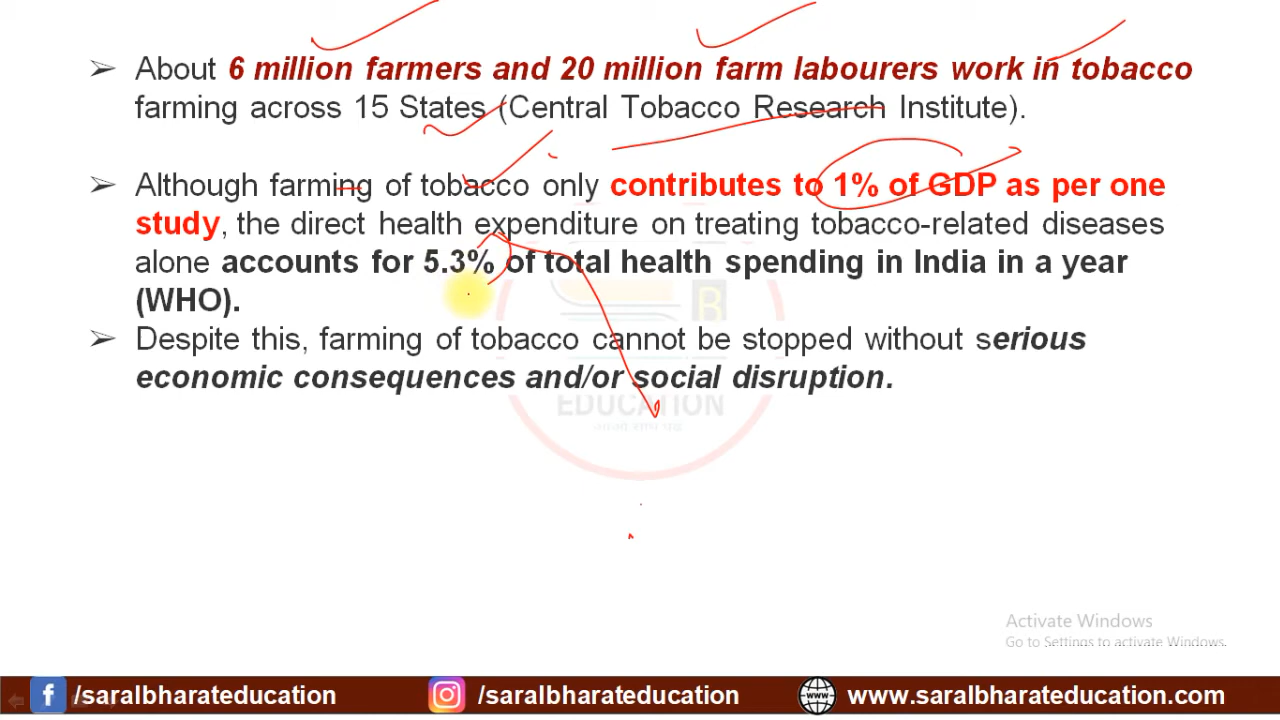 ➢ About 6 million farmers and 20 million farm labourers work in tobacco
farming across 15 States (Central Tobacco Research Institute).
➢ Although farming of tobacco only contributes to 1% of GDP as per one
study, the direct health expenditure on treating tobacco-related diseases
alone accounts for 5.3% of total health spending in India in a year
(WHO).
➢ Despite this, farming of tobacco cannot be stopped without serious
economic consequences and/or social disruption.
B
EDUCATION
Activate Windows
Go to Settings to activate Windows.
/saralbharateducation
/saralbharateducation
www.saralbharateducation.com